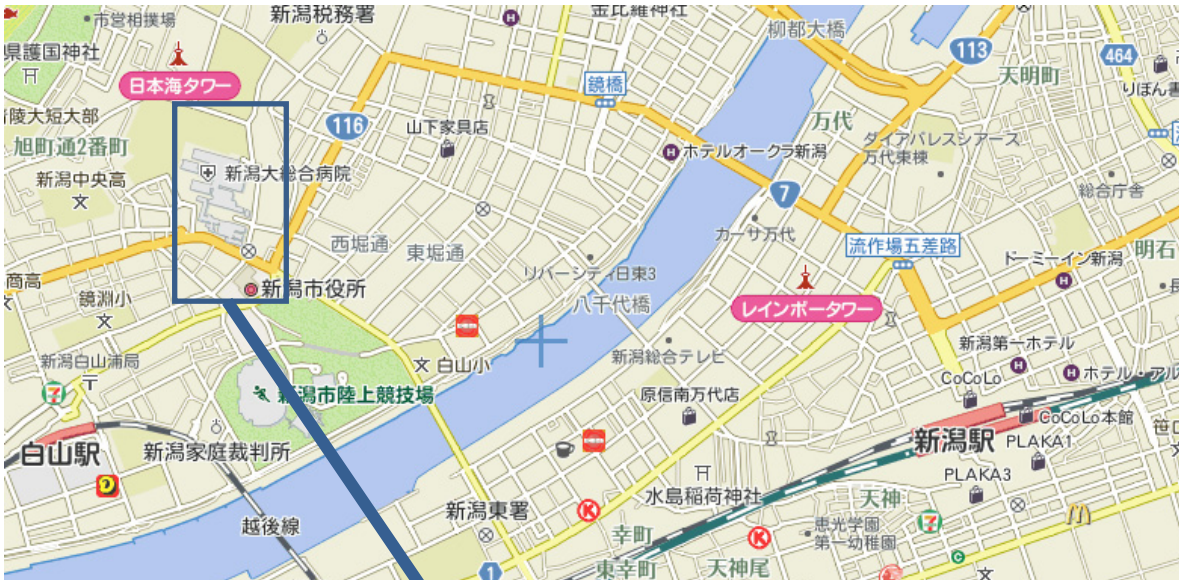 市営相撲場
新潟税務署
金比羅神社
柳都大橋
県護国神社
113
464
天明町
日本海タワー
鏡橋
りぼん書
青陵大短大部
116
山下家具店
万代
ダイアパレスシアース
万代東棟
旭町通2番町
新潟大総合病院
ホテルオークラ新潟
新潟中央高
7
総合庁舎
西堀通
東堀通
カーサ万代
流作場五差路
明石
リバーシティ日東3
ドーミーイン新潟
商高
鏡淵小
新潟市役所
八千代橋
レインボータワー
新潟白山浦局
白山小
新潟総合テレビ
新潟第一ホテル
CoCoLo
ホテル・アル
新潟市陸上競技場
原信南万代店
CoCoLo本館
笹口
白山駅
新潟家庭裁判所
新潟駅
PLAKA1
PLAKA3
水島稲荷神社
天神
越後線
新潟東署
幸町
恵光学園
第一幼稚園
1
東幸町
天神尾